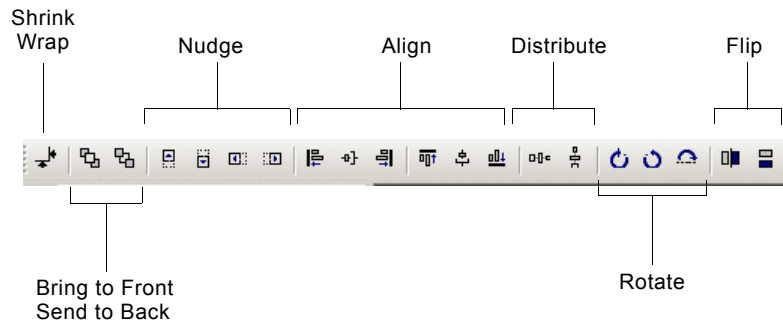 Shrink
Wrap
Nudge
Align
Distribute
Flip
Bring to Front
Send to Back
Rotate